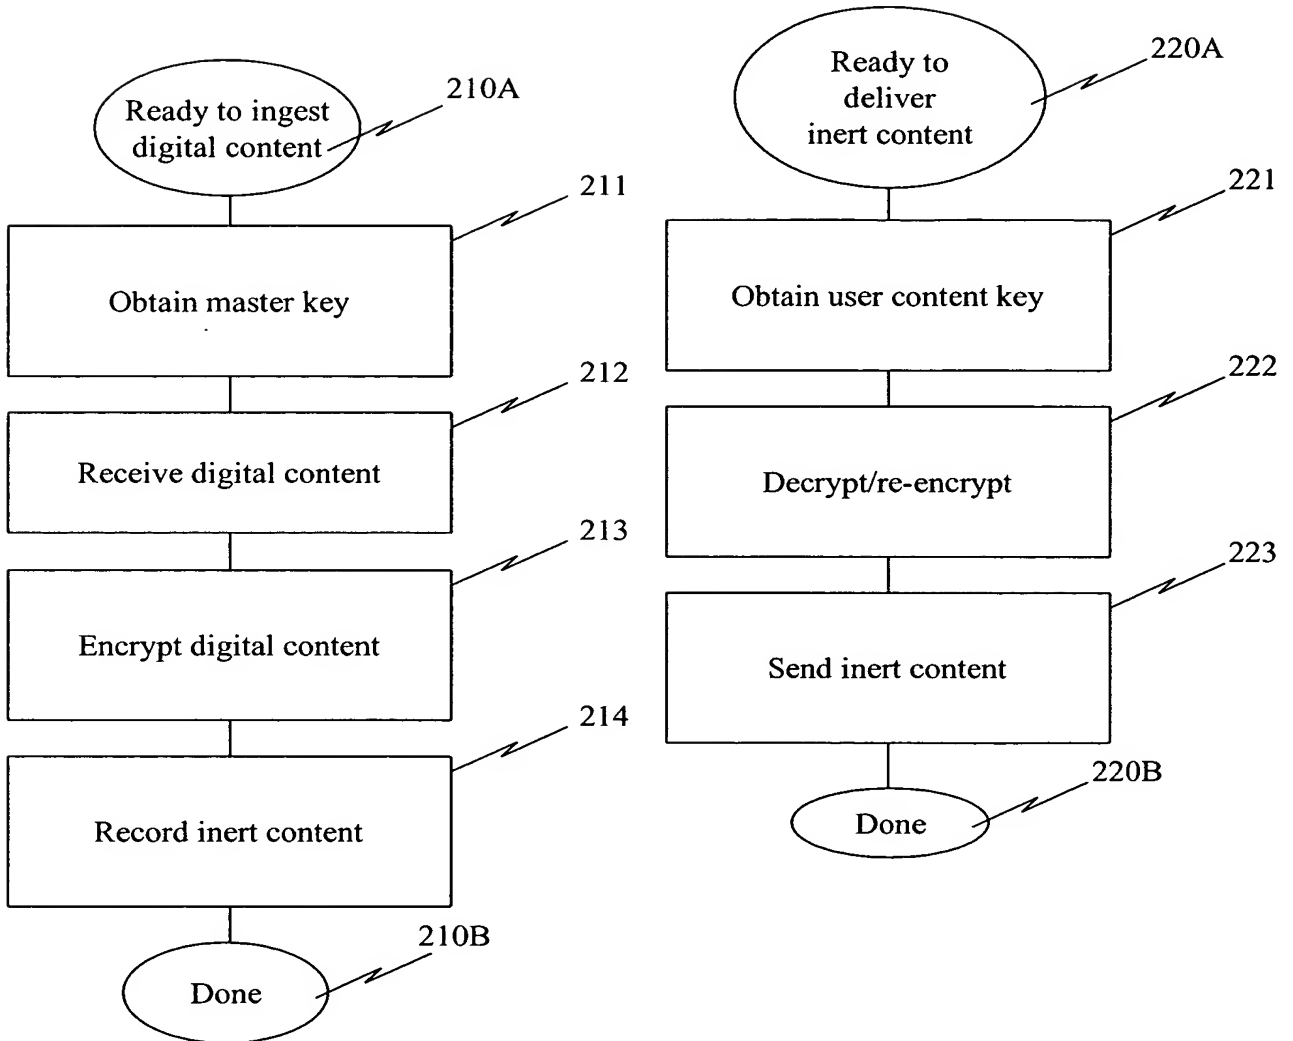 Ready to ingest
digital content
210A
211
Obtain master key
212
Receive digital content
213
Encrypt digital content
214
Record inert content
210B
Done
Ready to
deliver
inert content
220A
221
Obtain user content key
222
Decrypt/re-encrypt
223
Send inert content
220B
Done